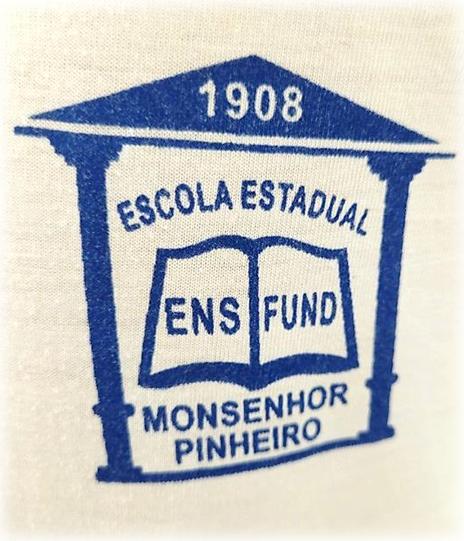 1908
ESCOLA ESTADUAL
ENS FUND
MONSENHOR
PINHEIRO